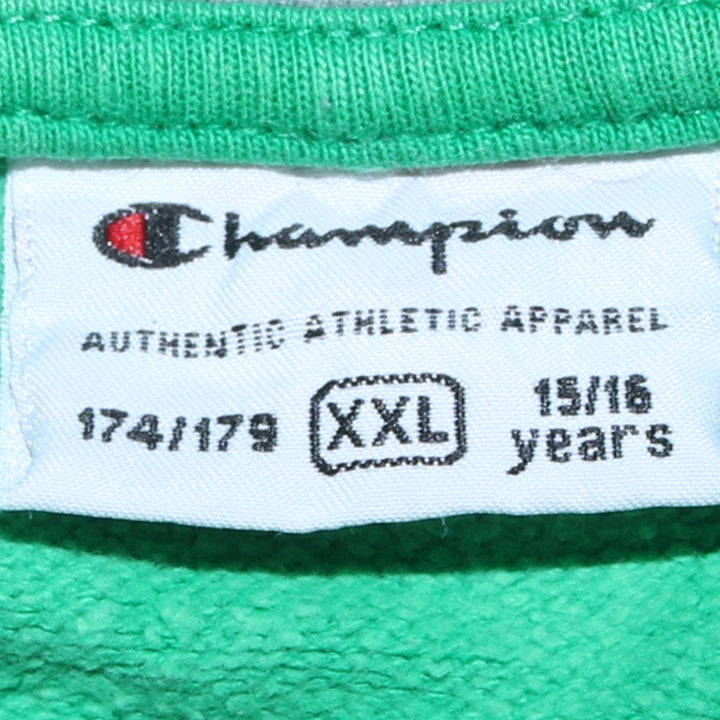 Champion
AUTHENTIC ATHLETIC APPAREL
174/179 XXL 15/16 years